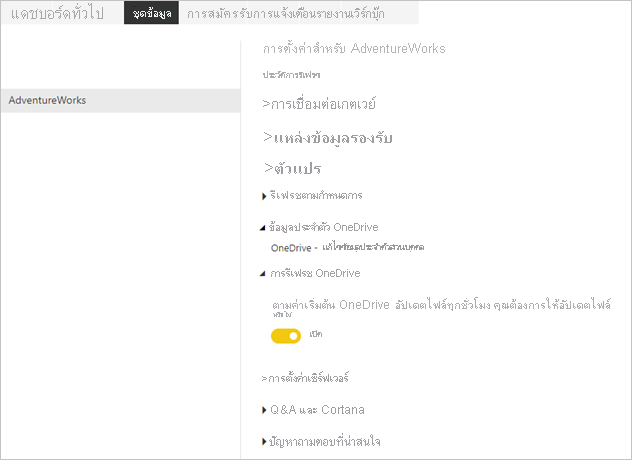 แดชบอร์ดทั่วไป ชุดข้อมูล การสมัครรับการแจ้งเตือนรายงานเวิร์กบุ๊ก
การตั้งค่าสำหรับ AdventureWorks
ประวัติการรีเฟรช
AdventureWorks
>การเชื่อมต่อเกตเวย์
>แหล่งข้อมูลรองรับ
>ตัวแปร
รีเฟรชตามกำหนดการ
ข้อมูลประจำตัว OneDrive
OneDrive - แก้ไขข้อมูลประจำตัวส่วนบุคคล
การรีเฟรช OneDrive
ตามค่าเริ่มต้น OneDrive อัปเดตไฟล์ทุกชั่วโมง คุณต้องการให้อัปเดตไฟล์
หรือไม่
เปิด
>การตั้งค่าเซิร์ฟเวอร์
Q&A และ Cortana
ปัญหาถามตอบที่น่าสนใจ